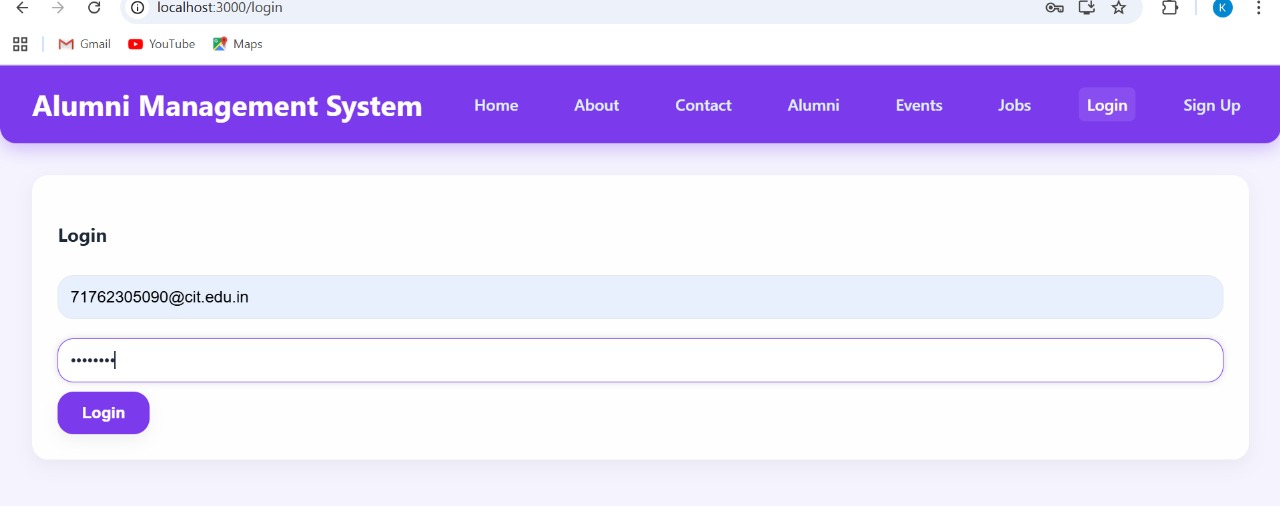 localhost:3000/login
K
Gmail YouTube Maps
Alumni Management System Home About Contact Alumni Events Jobs Login Sign Up
Login
71762305090@cit.edu.in
••••••••
Login